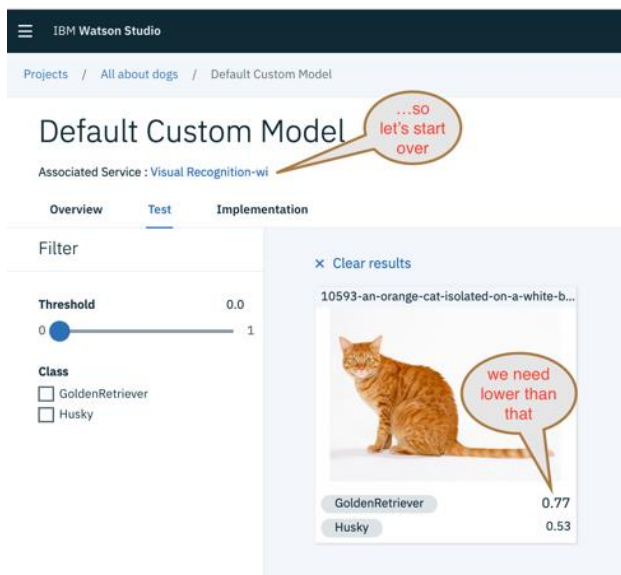 IBM Watson Studio
Projects / All about dogs / Default Custom Model
Default Custom Model
…so
let's start
over
Associated Service : Visual Recognition-wi
Overview Test Implementation
Filter
× Clear results
Threshold 0.0
0 1
Class
GoldenRetriever
Husky
10593-an-orange-cat-isolated-on-a-white-b...
we need
lower than
that
GoldenRetriever 0.77
Husky 0.53